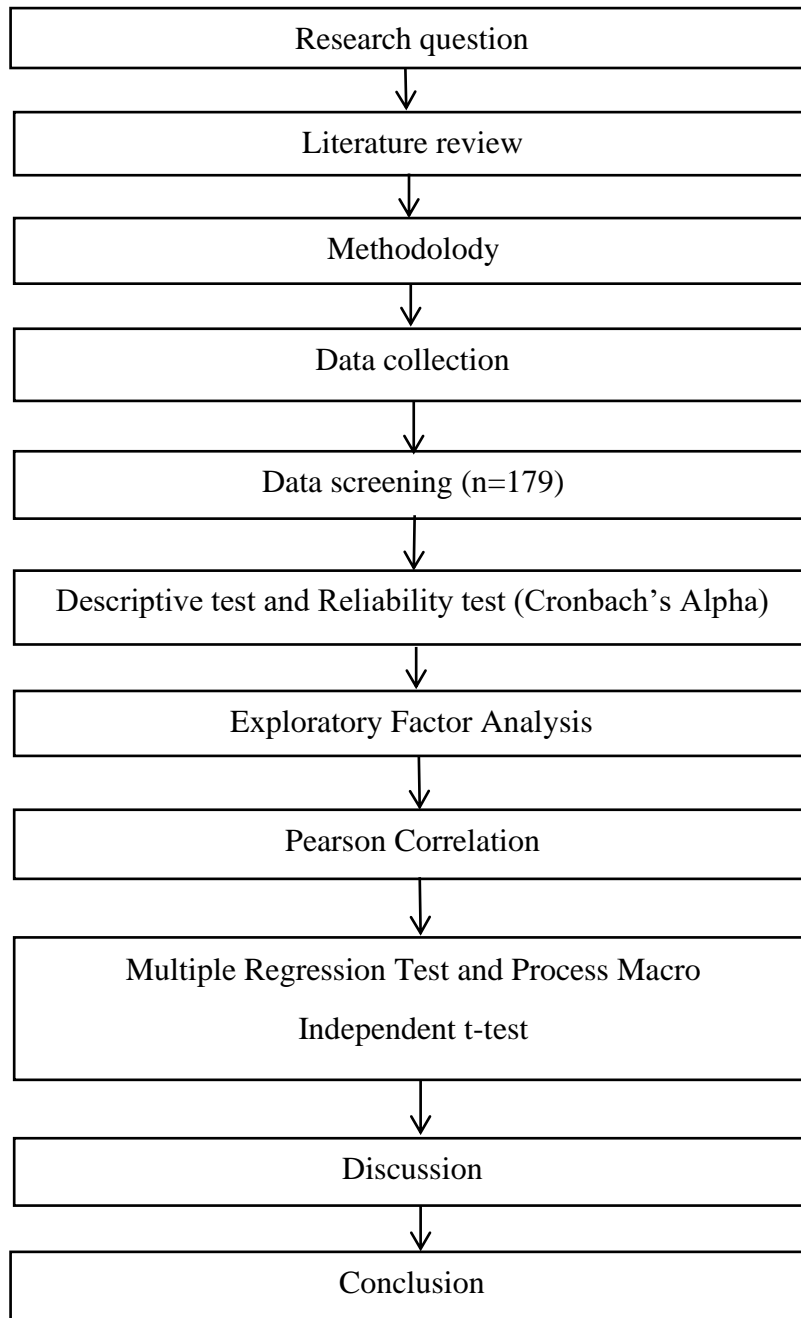 Research question
Literature review
Methodolody
Data collection
Data screening (n=179)
Descriptive test and Reliability test (Cronbach’s Alpha)
Exploratory Factor Analysis
Pearson Correlation
Multiple Regression Test and Process Macro
Independent t-test
Discussion
Conclusion